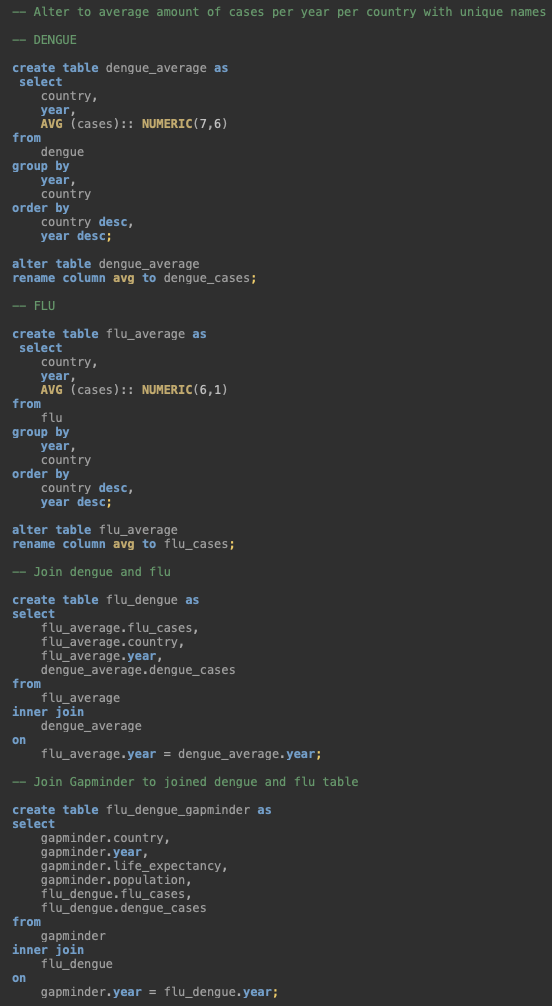 -- Alter to average amount of cases per year per country with unique names
-- DENGUE
create table dengue_average as
select
country,
year,
AVG (cases):: NUMERIC(7,6)
from
dengue
group by
year,
country
order by
country desc,
year desc;
alter table dengue_average
rename column avg to dengue_cases;
-- FLU
create table flu_average as
select
country,
year,
AVG (cases):: NUMERIC(6,1)
from
flu
group by
year,
country
order by
country desc,
year desc;
alter table flu_average
rename column avg to flu_cases;
-- Join dengue and flu
create table flu_dengue as
select
flu_average.flu_cases,
flu_average.country,
flu_average.year,
dengue_average.dengue_cases
from
flu_average
inner join
dengue_average
on
flu_average.year = dengue_average.year;
-- Join Gapminder to joined dengue and flu table
create table flu_dengue_gapminder as
select
gapminder.country,
gapminder.year,
gapminder.life_expectancy,
gapminder.population,
flu_dengue.flu_cases,
flu_dengue.dengue_cases
from
gapminder
inner join
flu_dengue
on
gapminder.year = flu_dengue.year;